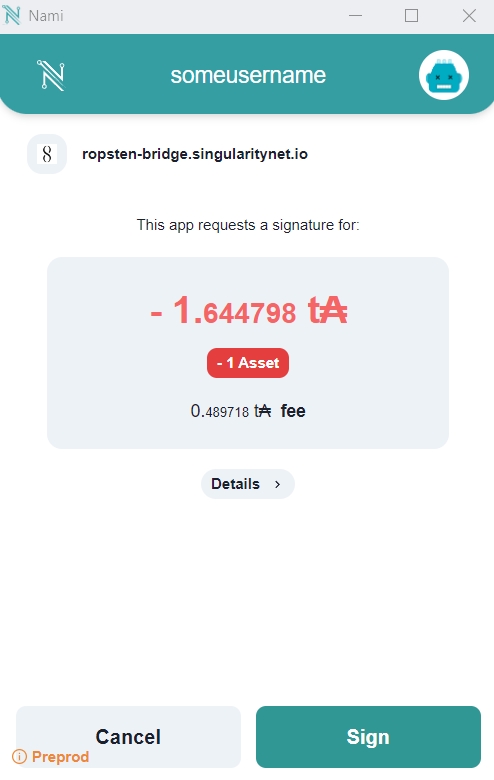 Nami
someusername
ropsten-bridge.singularitynet.io
This app requests a signature for:
- 1.644798 t₳
- 1 Asset
0.489718 t₳ fee
Details
Cancel
Sign
Preprod